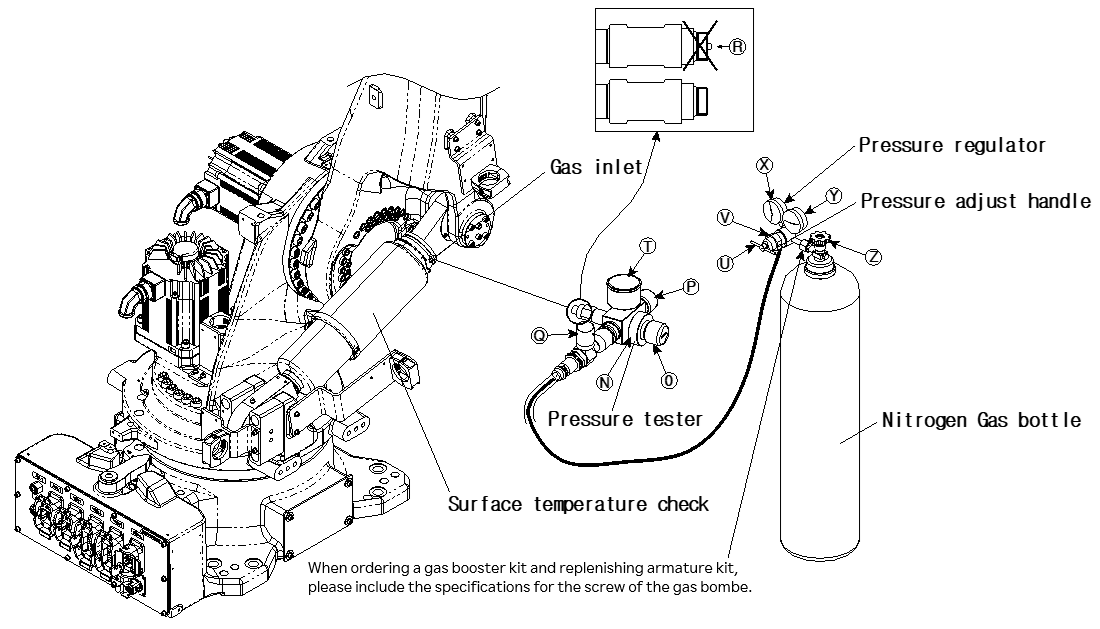 Ⓡ
Pressure regulator
Ⓧ
Gas inlet
Ⓨ
Pressure adjust handle
Ⓥ
Ⓣ
Ⓤ
Ⓩ
Ⓟ
Ⓠ
Ⓝ
Ⓞ
Pressure tester
Nitrogen Gas bottle
Surface temperature check
When ordering a gas booster kit and replenishing armature kit,
please include the specifications for the screw of the gas bombe.